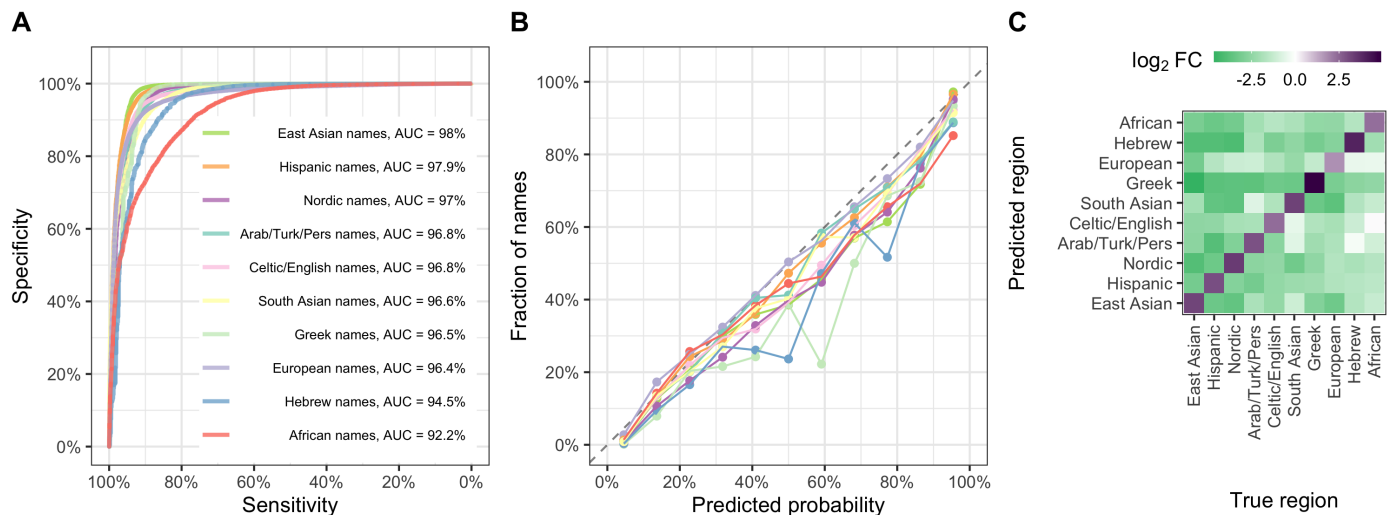 A
Specificity
100%
80%
60%
40%
20%
0%
East Asian names, AUC = 98%
Hispanic names, AUC = 97.9%
Nordic names, AUC = 97%
Arab/Turk/Pers names, AUC = 96.8%
Celtic/English names, AUC = 96.8%
South Asian names, AUC = 96.6%
Greek names, AUC = 96.5%
European names, AUC = 96.4%
Hebrew names, AUC = 94.5%
African names, AUC = 92.2%
100% 80% 60% 40% 20% 0%
Sensitivity
B
Fraction of names
100%
80%
60%
40%
20%
0%
0% 20% 40% 60% 80% 100%
Predicted probability
C
log₂ FC
-2.5 0.0 2.5
Predicted region
African
Hebrew
European
Greek
South Asian
Celtic/English
Arab/Turk/Pers
Nordic
Hispanic
East Asian
East Asian
Hispanic
Nordic
Arab/Turk/Pers
Celtic/English
South Asian
Greek
European
Hebrew
African
True region